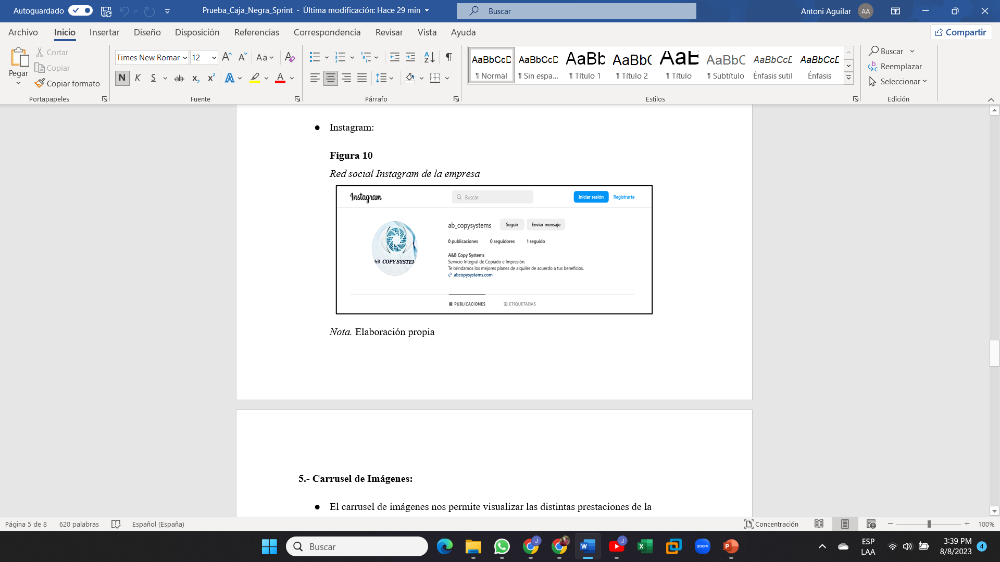 Autoguardado
Prueba_Caja_Negra_Sprint - Última modificación: Hace 29 min
Buscar
Antoni Aguilar AA
Archivo Inicio Insertar Diseño Disposición Referencias Correspondencia Revisar Vista Ayuda
Compartir
Pegar
Cortar
Copiar
Copiar formato
Portapapeles
Times New Romar 12
Aa
N K S ab x2 x2 A A
Fuente
Párrafo
AaBbCcD AaBbCcD AaBb AaBb( AaB AaBbC AaBbCcD AaBbCcD
¶ Normal ¶ Sin espa... ¶ Título 1 ¶ Título 2 ¶ Título ¶ Subtítulo Énfasis sutil Énfasis
Estilos
Buscar
Reemplazar
Seleccionar
Edición
● Instagram:
Figura 10
Red social Instagram de la empresa
Instagram
Buscar
Iniciar sesión Registrarte
&B COPY SYSTEM
ab_copysystems Seguir Enviar mensaje
0 publicaciones 0 seguidores 1 seguido
A&B Copy Systems
Servicio Integral de Copiado e Impresión.
Te brindamos los mejores planes de alquiler de acuerdo a tus beneficios.
abcopysystems.com
PUBLICACIONES ETIQUETADAS
Nota. Elaboración propia
5.- Carrusel de Imágenes:
● El carrusel de imágenes nos permite visualizar las distintas prestaciones de la
Página 5 de 8 620 palabras Español (España)
Concentración
100%
Buscar
J
J
zoom
ESP
LAA
3:39 PM
8/8/2023
4